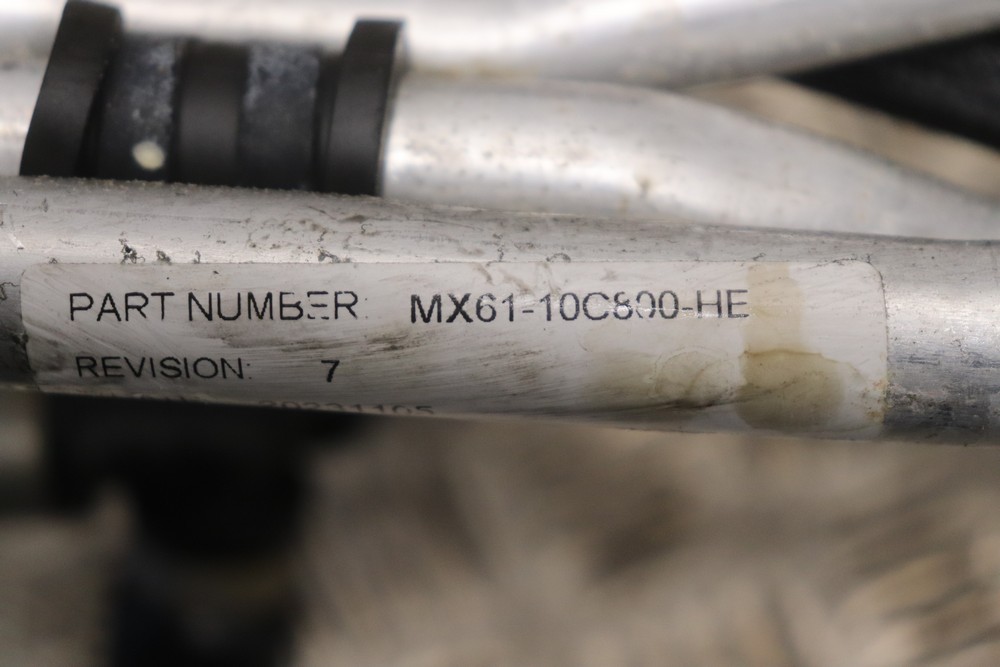 PART NUMBER: MX61-10C800-HE
REVISION: 7